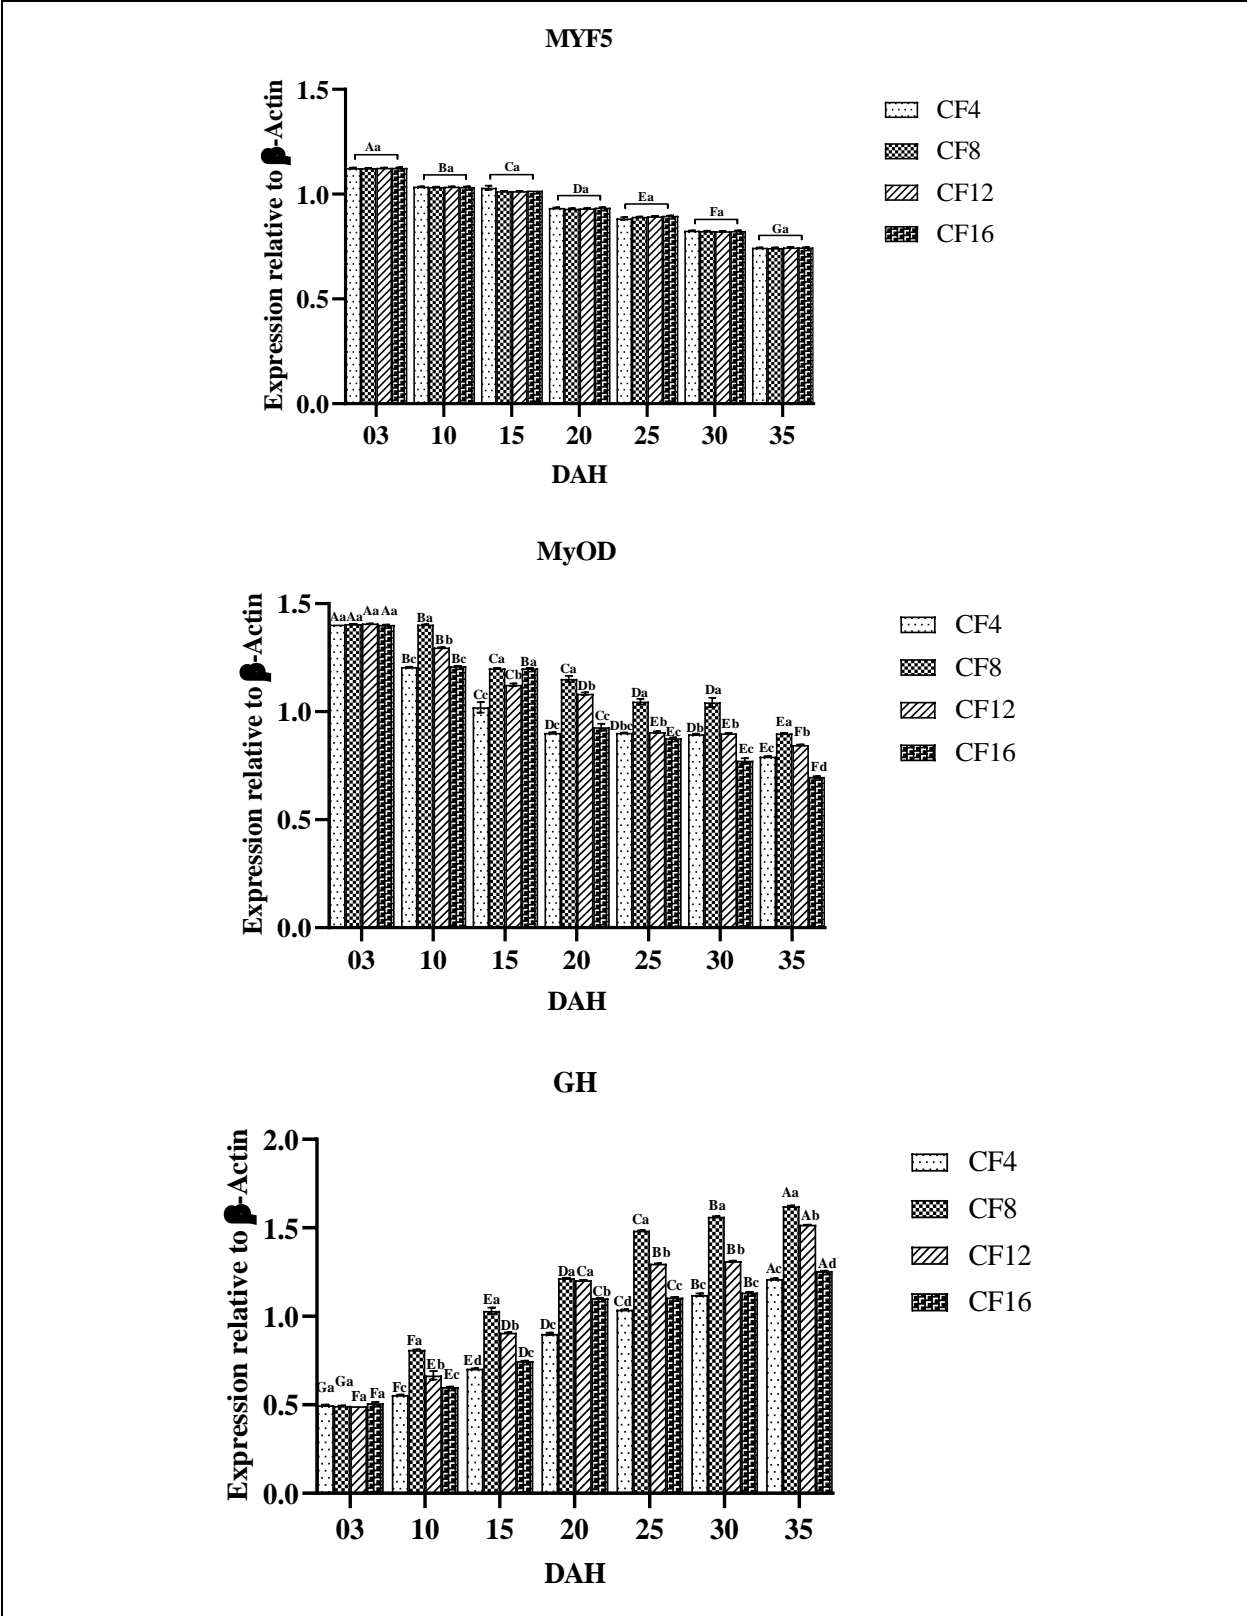 MYF5
Expression relative to β-Actin
1.5
1.0
0.5
0.0
Aa
Ba
Ca
Da
Ea
Fa
Ga
03 10 15 20 25 30 35
DAH
CF4
CF8
CF12
CF16
MyOD
Expression relative to β-Actin
1.5
1.0
0.5
0.0
Aa Aa Aa Aa
Bc Ba Bb Bc
Cc Ca Cb Ba
Dc Ca Db Cc
Dbc Da Eb Ec
Db Da Eb Ec
Ec Ea Fb Fd
03 10 15 20 25 30 35
DAH
CF4
CF8
CF12
CF16
GH
Expression relative to β-Actin
2.0
1.5
1.0
0.5
0.0
Ga Ga Fa Fa
Fc Fa Eb Ec
Ed Ea Db Dc
Dc Da Ca Cb
Cd Ca Bb Cc
Bc Ba Bb Bc
Ac Aa Ab Ad
03 10 15 20 25 30 35
DAH
CF4
CF8
CF12
CF16